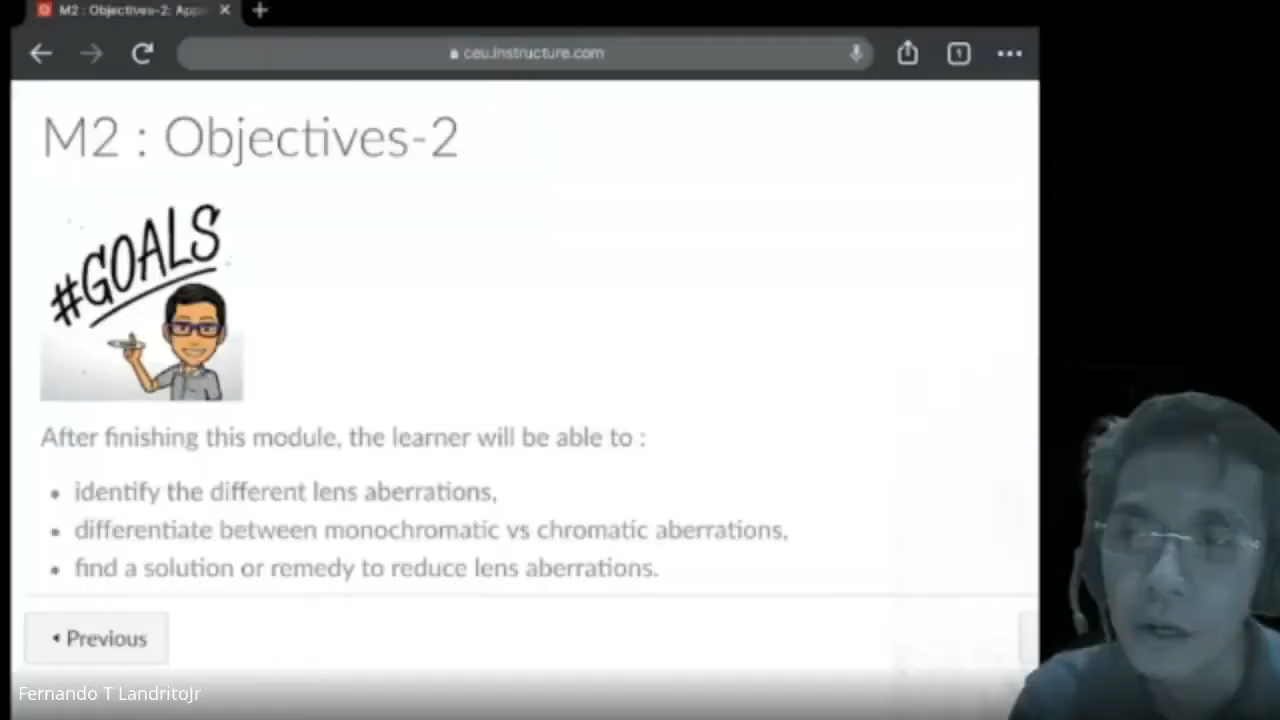 M2 : Objectives-2: App
ceu.instructure.com
1
M2 : Objectives-2
#GOALS
After finishing this module, the learner will be able to :
• identify the different lens aberrations,
• differentiate between monochromatic vs chromatic aberrations,
• find a solution or remedy to reduce lens aberrations.
Previous
Fernando T LandritoJr